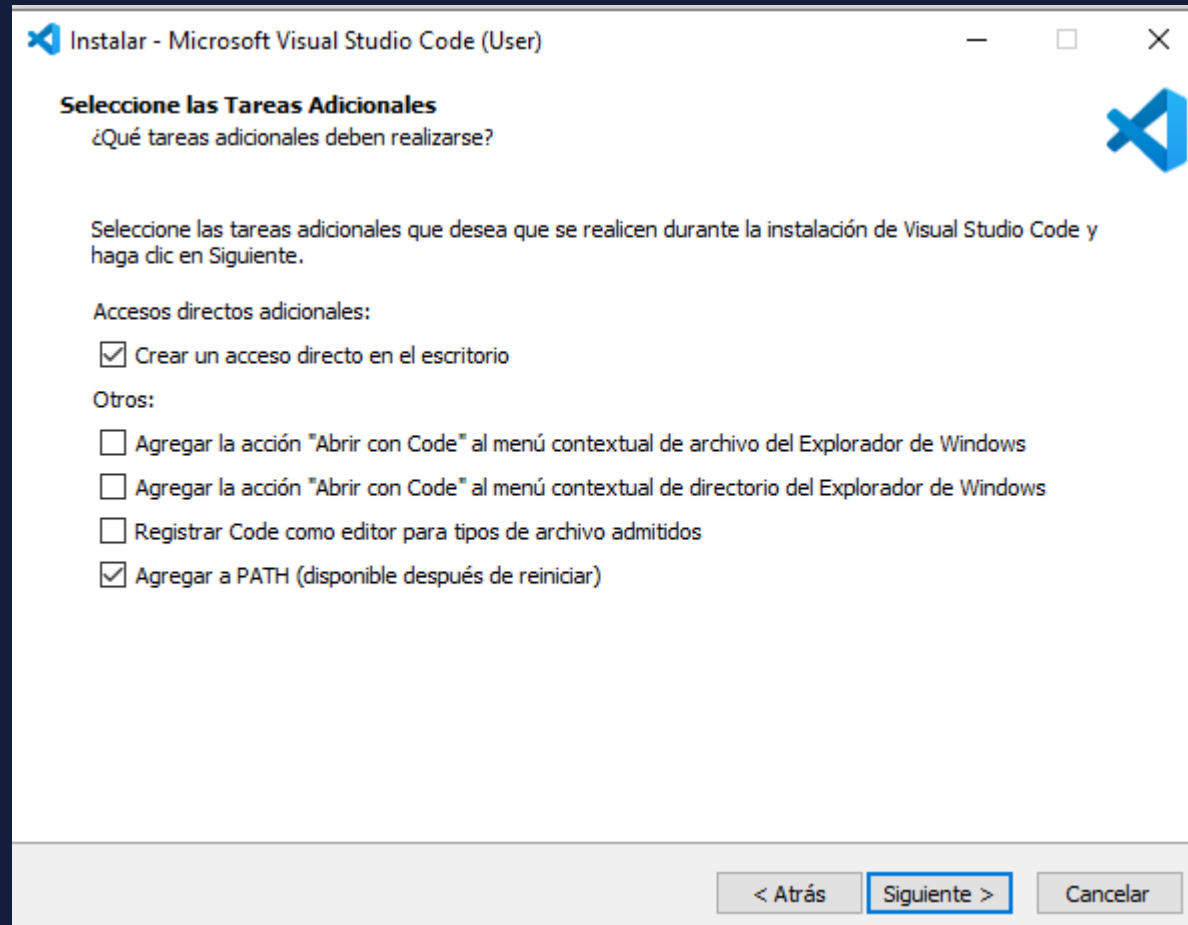 Instalar - Microsoft Visual Studio Code (User)
Seleccione las Tareas Adicionales
¿Qué tareas adicionales deben realizarse?
Seleccione las tareas adicionales que desea que se realicen durante la instalación de Visual Studio Code y
haga clic en Siguiente.
Accesos directos adicionales:
Crear un acceso directo en el escritorio
Otros:
Agregar la acción "Abrir con Code" al menú contextual de archivo del Explorador de Windows
Agregar la acción "Abrir con Code" al menú contextual de directorio del Explorador de Windows
Registrar Code como editor para tipos de archivo admitidos
Agregar a PATH (disponible después de reiniciar)
< Atrás
Siguiente >
Cancelar